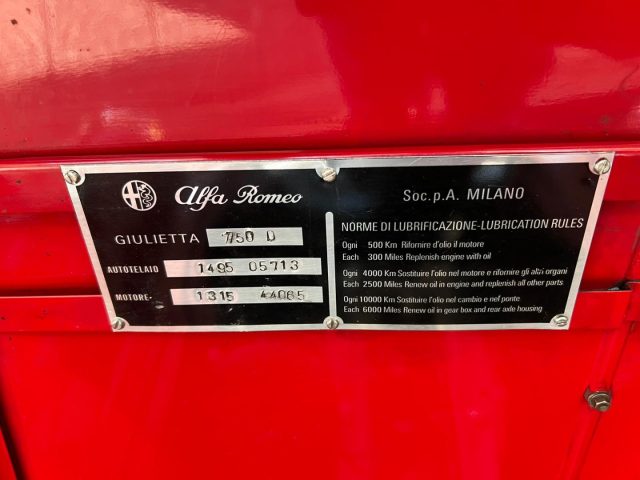 Alfa Romeo
GIULIETTA 750 D
AUTOTELAIO 1495 05713
MOTORE- 1315 44065
Soc.p.A. MILANO
NORME DI LUBRIFICAZIONE-LUBRICATION RULES
Ogni 500 Km Rifornire d'olio il motore
Each 300 Miles Replenish engine with oil
Ogni 4000 Km Sostituire l'olio nel motore e rifornire gli altri organi
Each 2500 Miles Renew oil in engine and replenish all other parts
Ogni 10000 Km Sostituire l'olio nel cambio e nel ponte
Each 6000 Miles Renew oil in gear box and rear axle housing